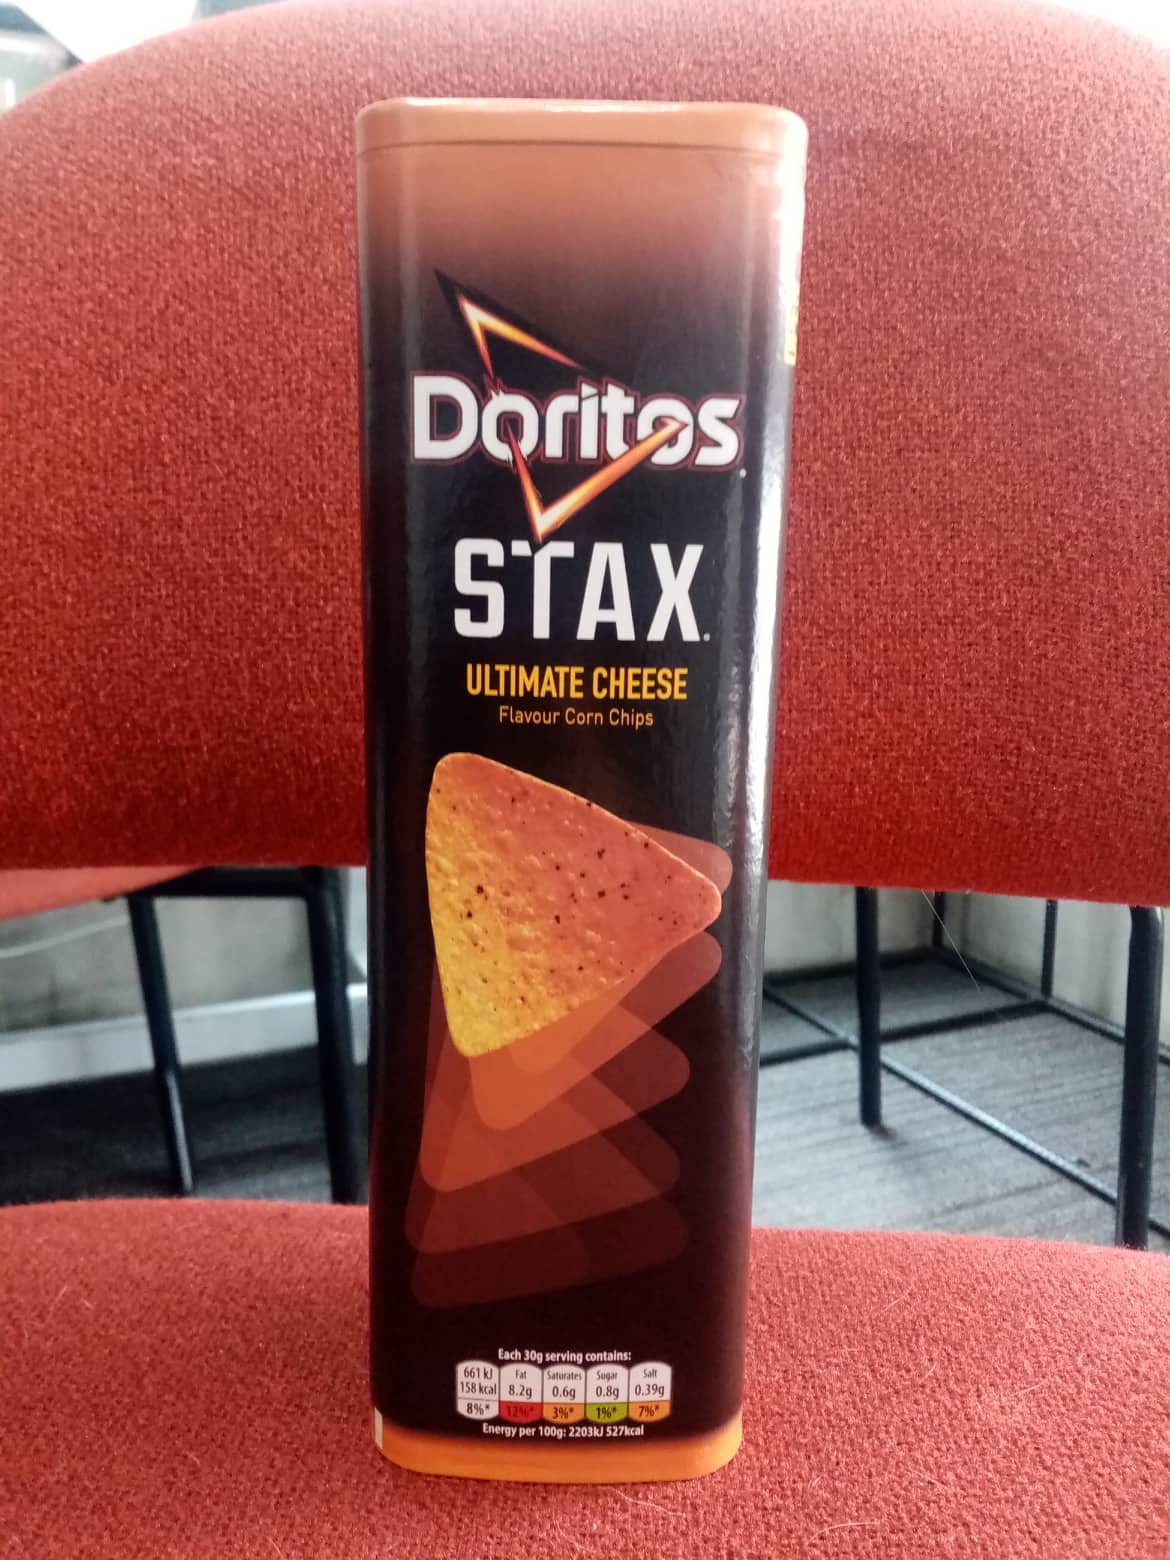 Doritos
STAX.
ULTIMATE CHEESE
Flavour Corn Chips
Each 30g serving contains:
661 kJ Fat Saturates Sugar Salt
158 kcal 8.2g 0.6g 0.8g 0.39g
8%* 12%* 3%* 1%* 7%*
Energy per 100g: 2203kJ 527kcal